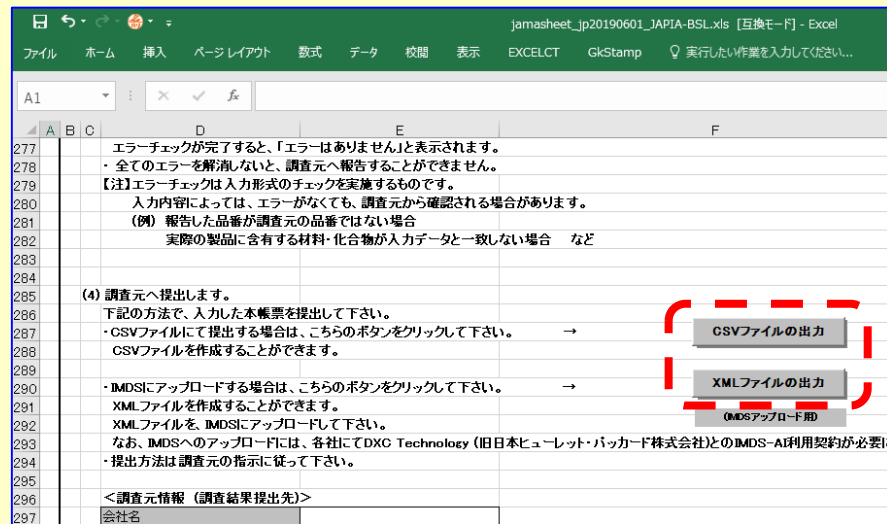 jamasheet_jp20190601_JAPIA-BSL.xls [互換モード] - Excel
ファイル ホーム 挿入 ページ レイアウト 数式 データ 校閲 表示 EXCELCT GkStamp 実行したい作業を入力してください...
A1 fx
A B C D E F
277 エラーチェックが完了すると、「エラーはありません」と表示されます。
278 ・全てのエラーを解消しないと、調査元へ報告することができません。
279 【注】エラーチェックは入力形式のチェックを実施するものです。
280 入力内容によっては、エラーがなくても、調査元から確認される場合があります。
281 (例) 報告した品番が調査元の品番ではない場合
282 実際の製品に含有する材料・化合物が入力データと一致しない場合 など
283
284
285 (4) 調査元へ提出します。
286 下記の方法で、入力した本帳票を提出して下さい。
287 ・CSVファイルにて提出する場合は、こちらのボタンをクリックして下さい。 → CSVファイルの出力
288 CSVファイルを作成することができます。
289
290 ・IMDSにアップロードする場合は、こちらのボタンをクリックして下さい。 → XMLファイルの出力
291 XMLファイルを作成することができます。
292 XMLファイルを、IMDSにアップロードして下さい。 (IMDSアップロード用)
293 なお、IMDSへのアップロードには、各社にてDXC Technology (旧日本ヒューレット・パッカード株式会社)とのIMDS-AI利用契約が必要に
294 ・提出方法は調査元の指示に従って下さい。
295
296 <調査元情報 (調査結果提出先)>
297 会社名